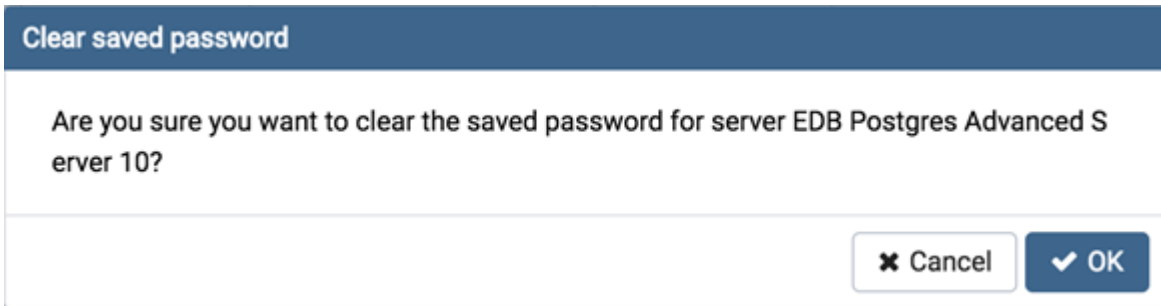 Clear saved password
Are you sure you want to clear the saved password for server EDB Postgres Advanced S
erver 10?
Cancel
OK